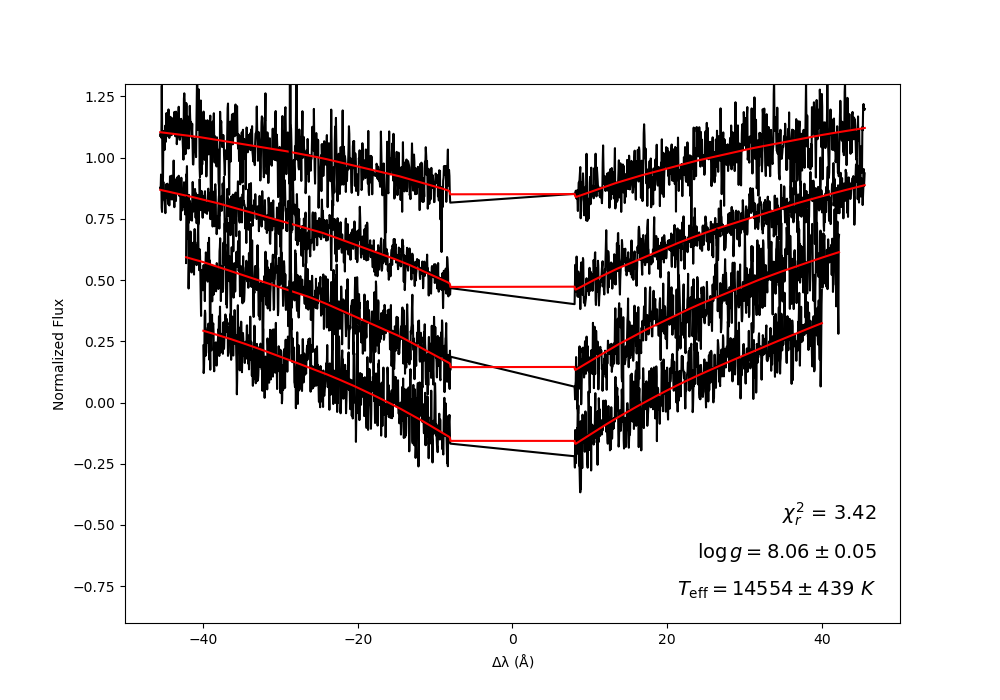 1.25
1.00
0.75
0.50
0.25
0.00
−0.25
−0.50
−0.75
Normalized Flux
χ²ᵣ = 3.42
log g = 8.06 ± 0.05
T_eff = 14554 ± 439 K
−40 −20 0 20 40
Δλ (Å)